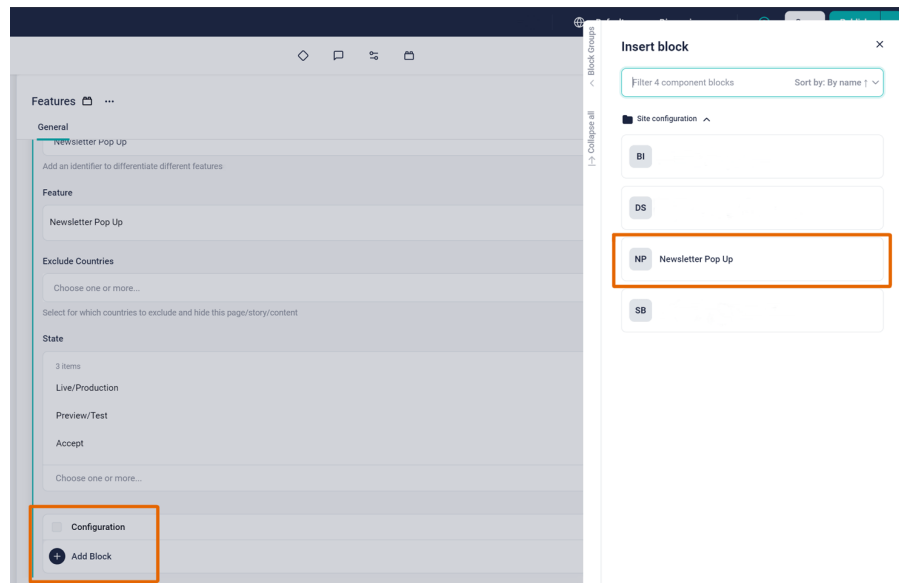 Block Groups
Collapse all
Features
General
Newsletter Pop Up
Add an identifier to differentiate different features
Feature
Newsletter Pop Up
Exclude Countries
Choose one or more...
Select for which countries to exclude and hide this page/story/content
State
3 items
Live/Production
Preview/Test
Accept
Choose one or more...
Configuration
Add Block
Insert block
Filter 4 component blocks
Sort by: By name ↑
Site configuration
BI
DS
NP Newsletter Pop Up
SB